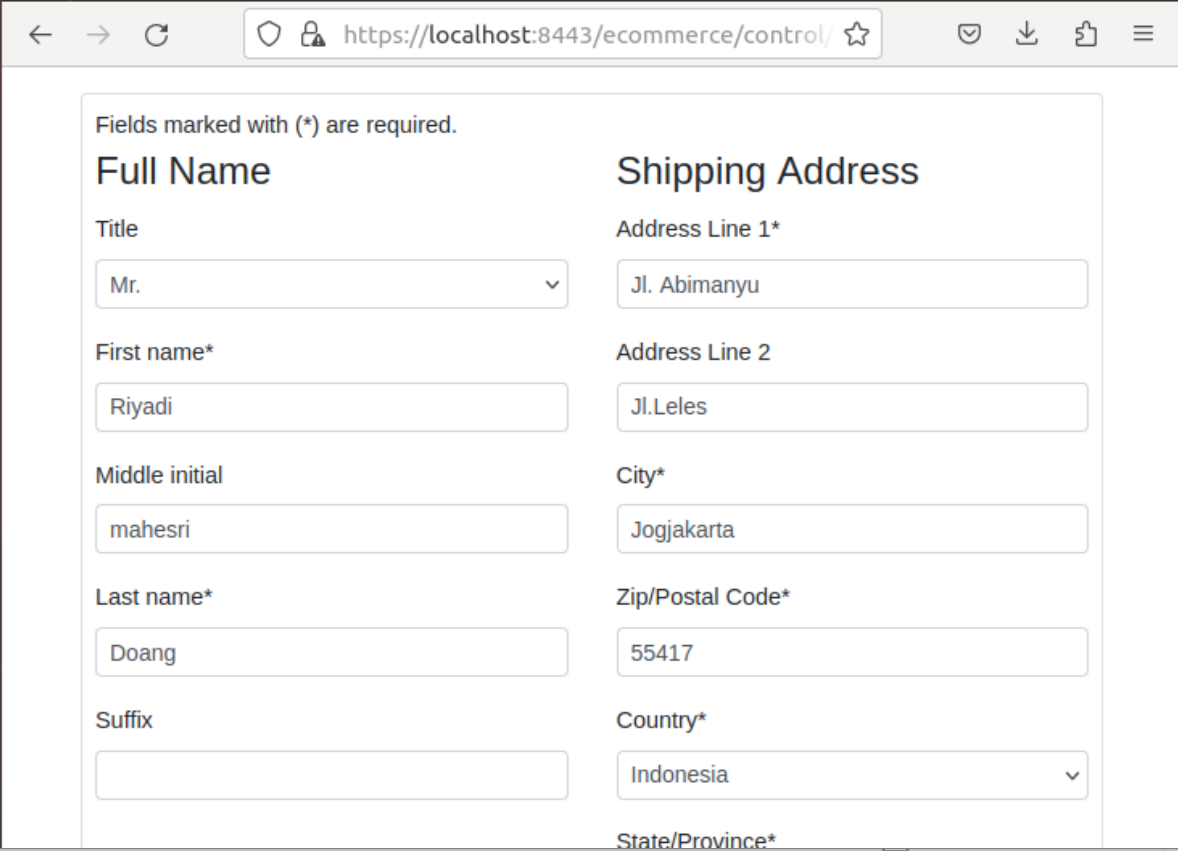 https://localhost:8443/ecommerce/control/
Fields marked with (*) are required.
Full Name
Title
Mr.
First name*
Riyadi
Middle initial
mahesri
Last name*
Doang
Suffix
Shipping Address
Address Line 1*
Jl. Abimanyu
Address Line 2
Jl.Leles
City*
Jogjakarta
Zip/Postal Code*
55417
Country*
Indonesia
State/Province*